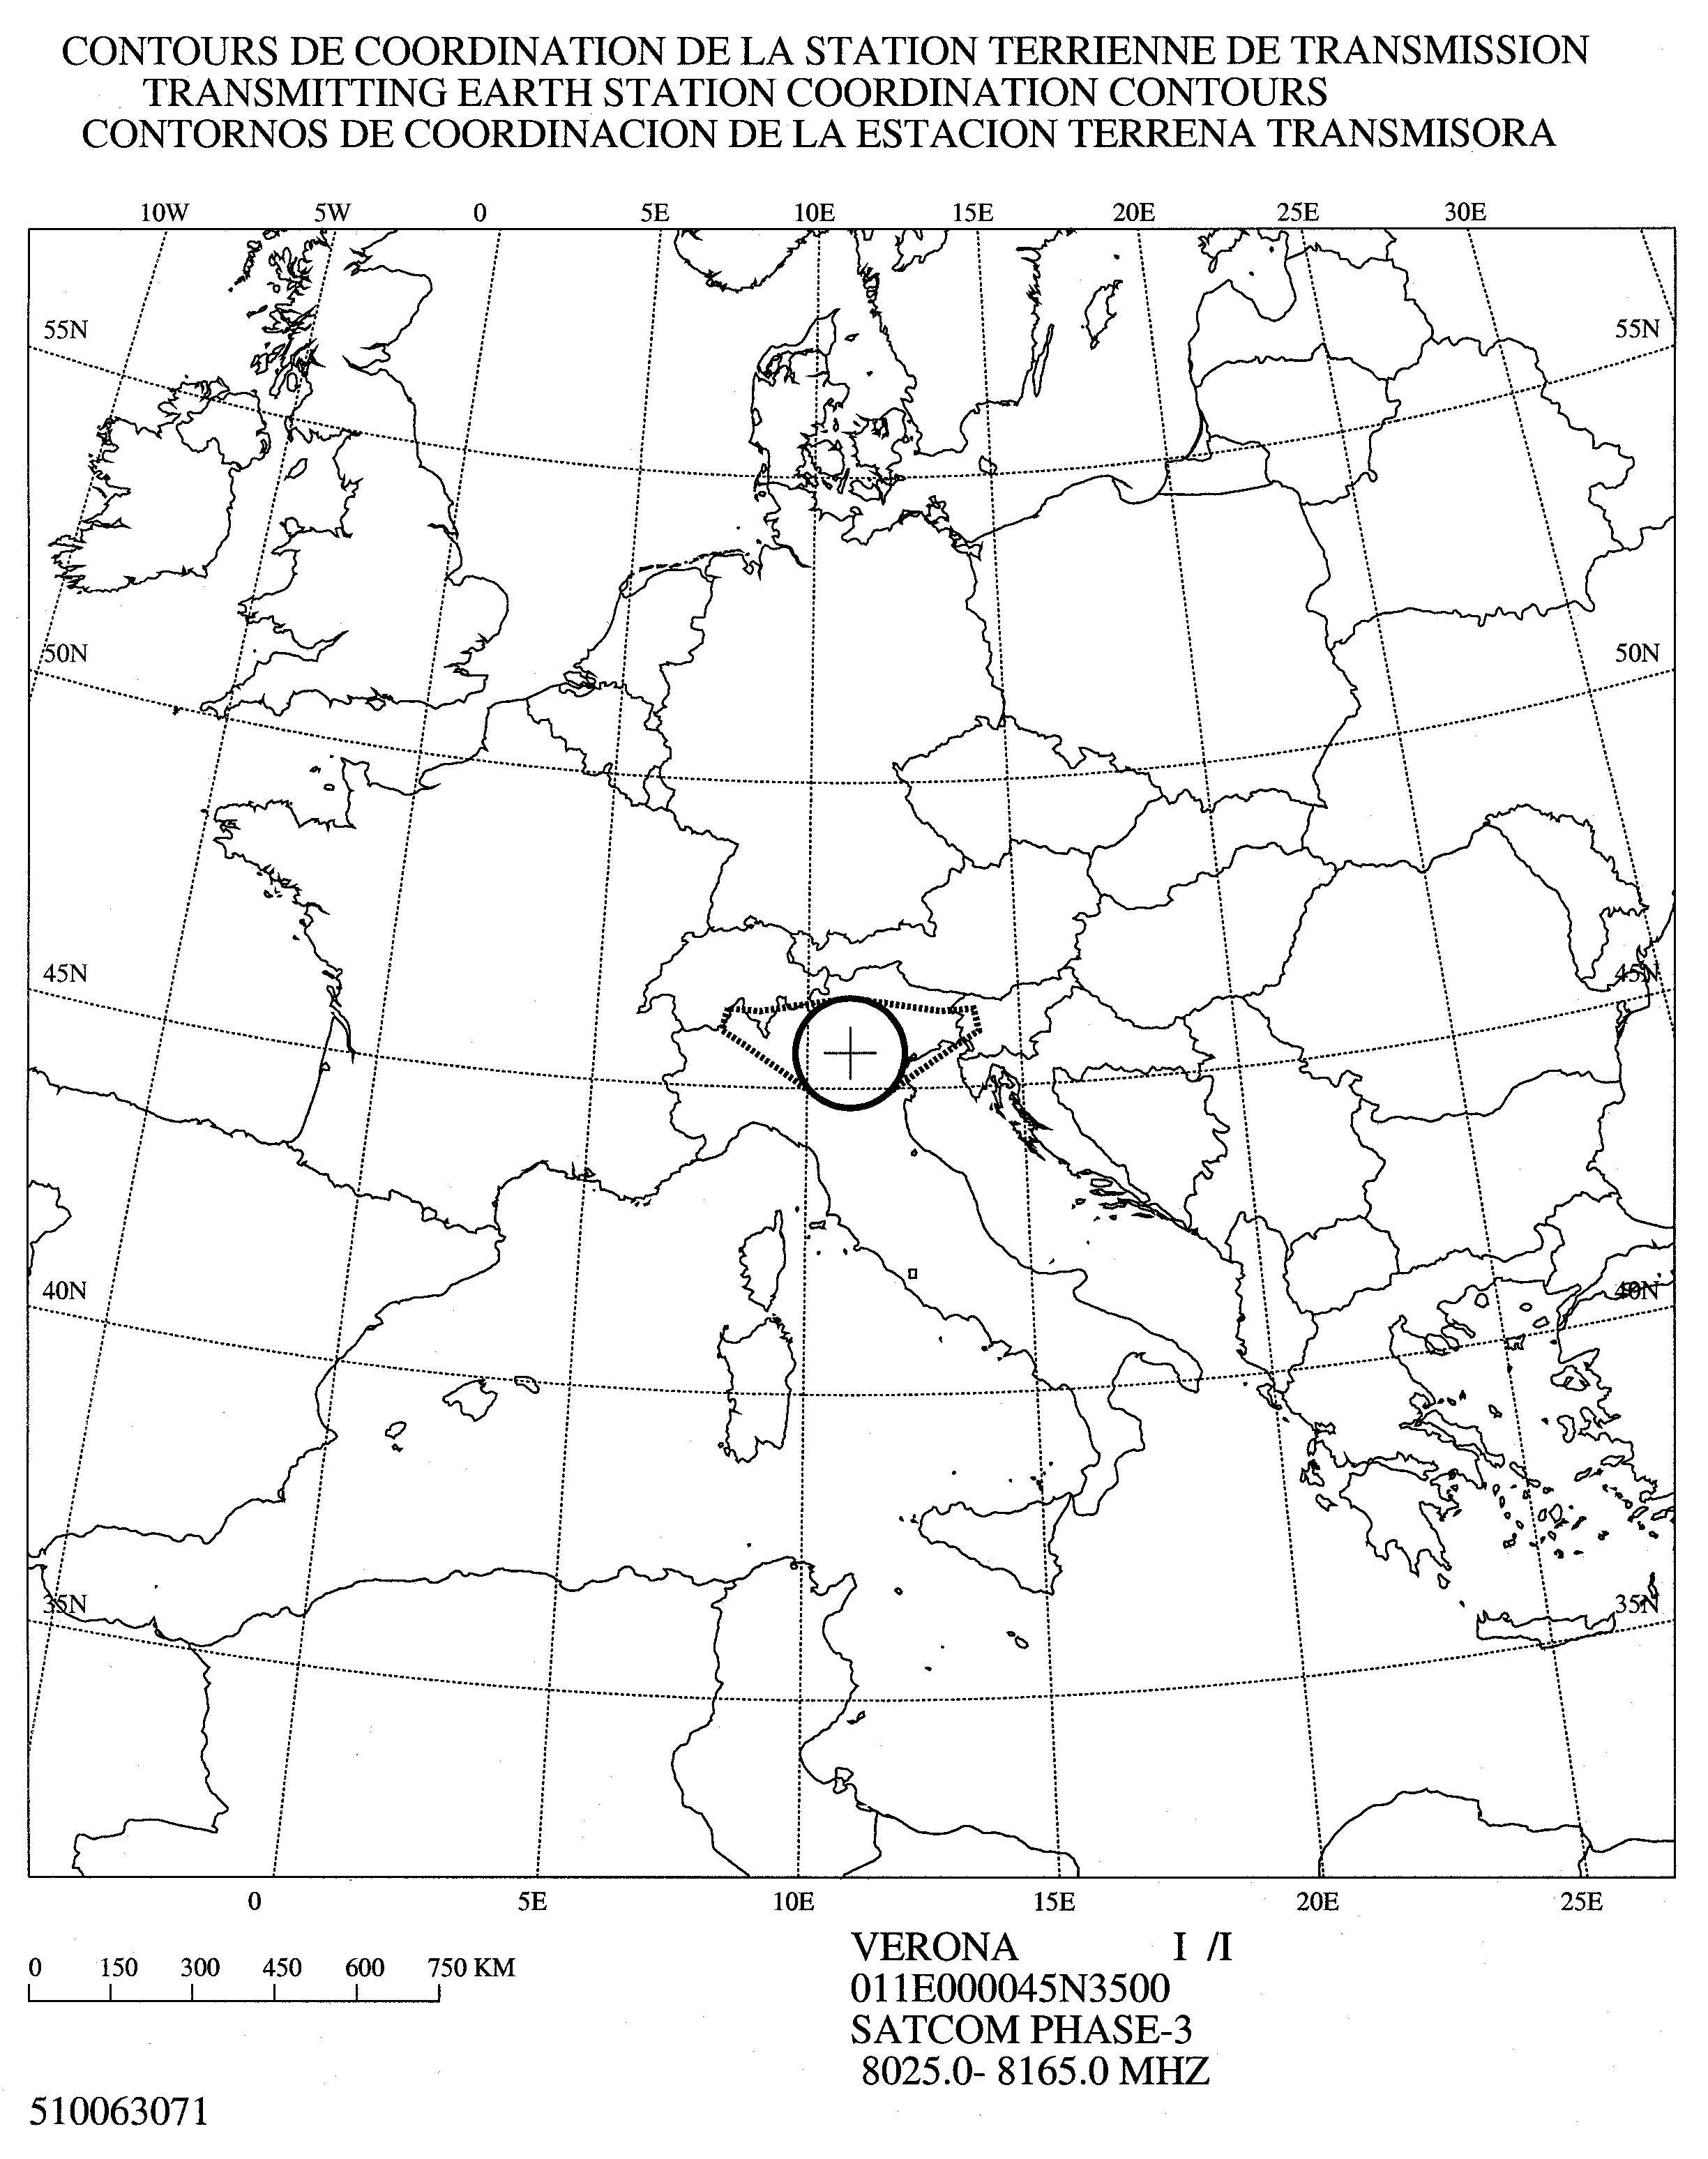 CONTOURS DE COORDINATION DE LA STATION TERRIENNE DE TRANSMISSION
TRANSMITTING EARTH STATION COORDINATION CONTOURS
CONTORNOS DE COORDINACION DE LA ESTACION TERRENA TRANSMISORA
10W 5W 0 5E 10E 15E 20E 25E 30E
55N 55N
50N 50N
45N 45N
40N 40N
35N 35N
0 5E 10E 15E 20E 25E
VERONA I /I
0 150 300 450 600 750 KM
011E000045N3500
SATCOM PHASE-3
8025.0- 8165.0 MHZ
510063071